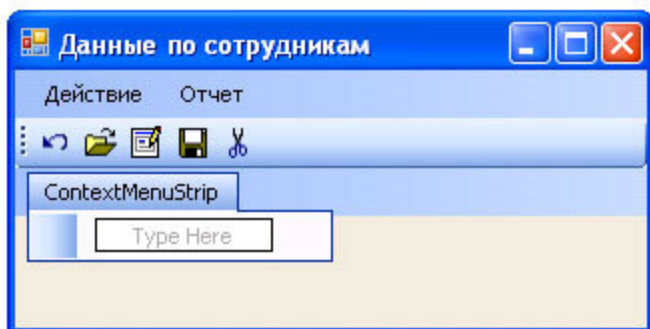 Данные по сотрудникам
Действие Отчет
ContextMenuStrip
Type Here